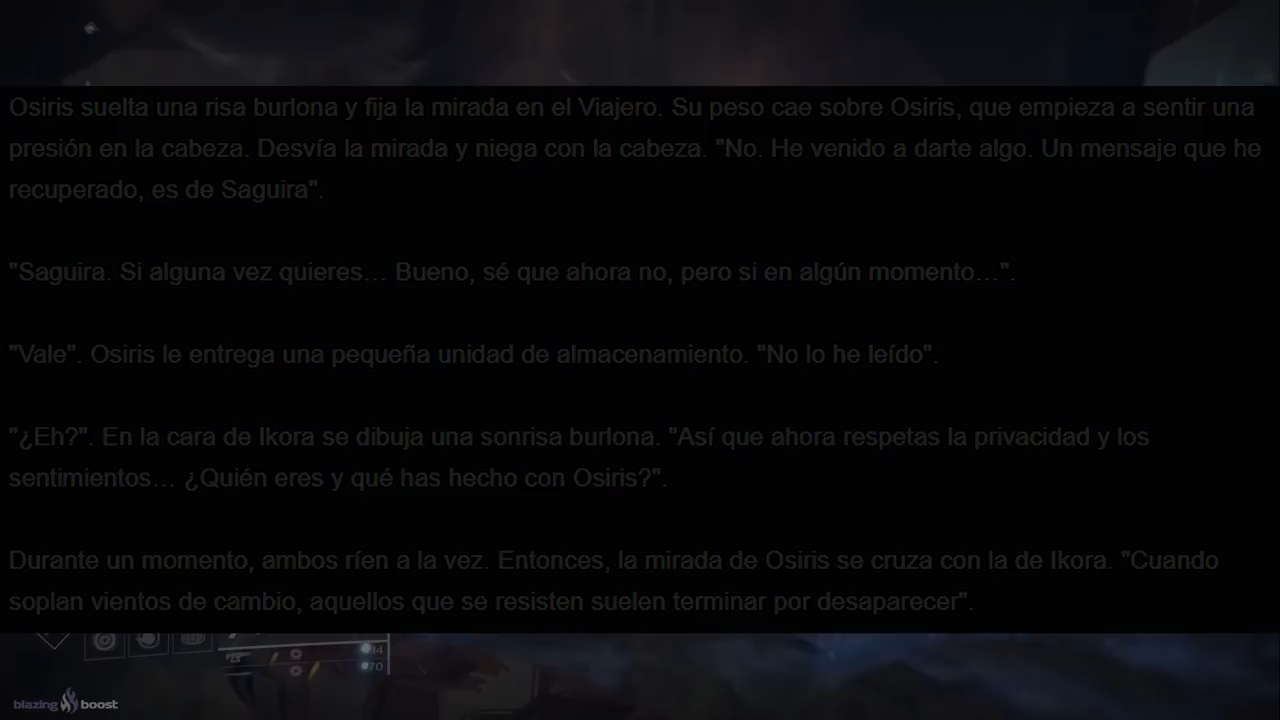 Osiris suelta una risa burlona y fija la mirada en el Viajero. Su peso cae sobre Osiris, que empieza a sentir una
presión en la cabeza. Desvía la mirada y niega con la cabeza. "No. He venido a darte algo. Un mensaje que he
recuperado, es de Saguira".
"Saguira. Si alguna vez quieres… Bueno, sé que ahora no, pero si en algún momento…".
"Vale". Osiris le entrega una pequeña unidad de almacenamiento. "No lo he leído".
"¿Eh?". En la cara de Ikora se dibuja una sonrisa burlona. "Así que ahora respetas la privacidad y los
sentimientos… ¿Quién eres y qué has hecho con Osiris?".
Durante un momento, ambos ríen a la vez. Entonces, la mirada de Osiris se cruza con la de Ikora. "Cuando
soplan vientos de cambio, aquellos que se resisten suelen terminar por desaparecer".
14
70
blazing boost